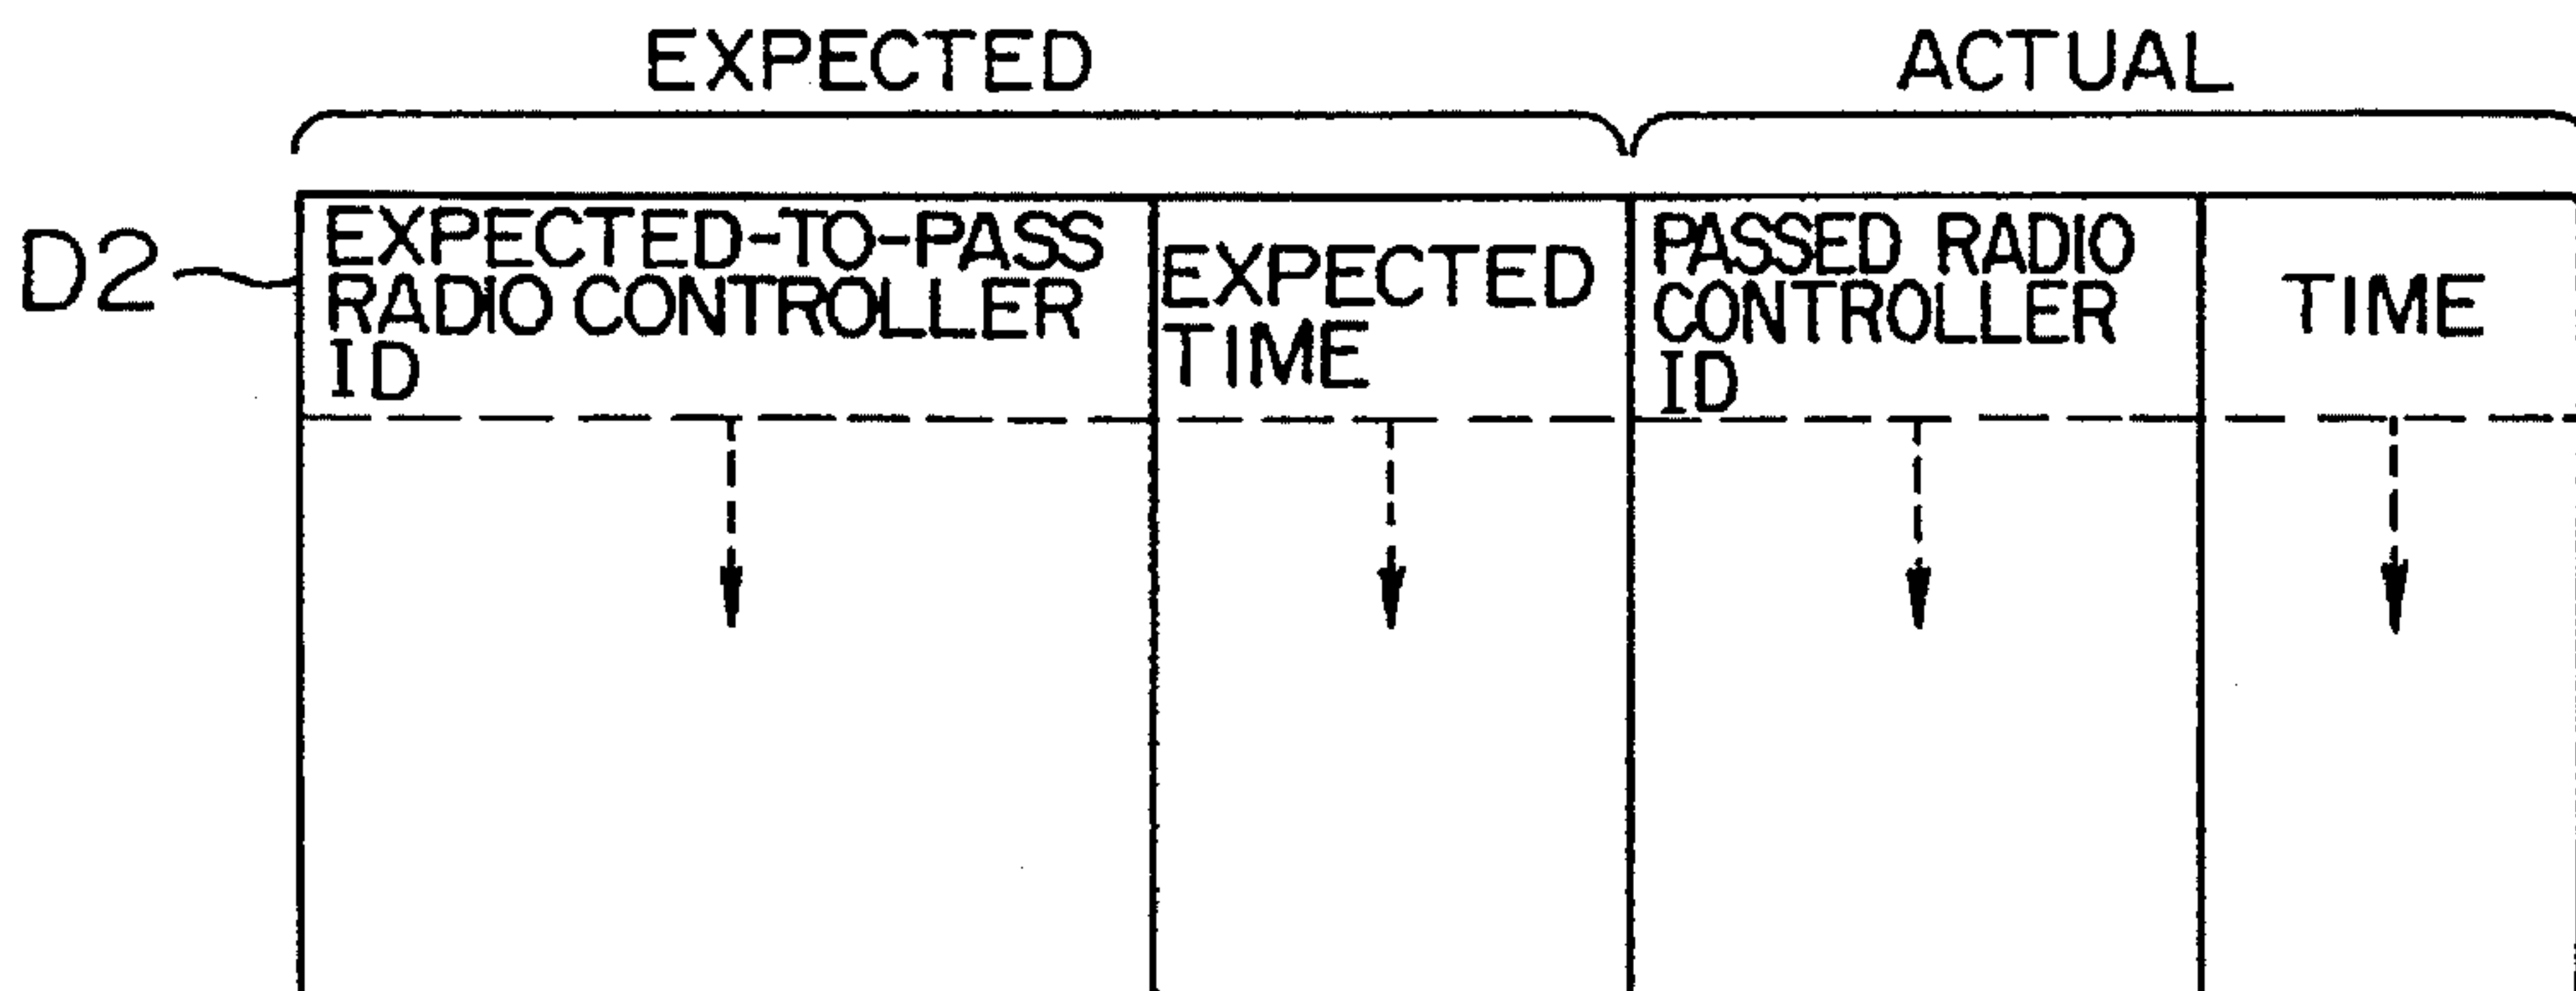 EXPECTED
ACTUAL
D2
EXPECTED-TO-PASS
RADIO CONTROLLER
ID
EXPECTED
TIME
PASSED RADIO
CONTROLLER
ID
TIME